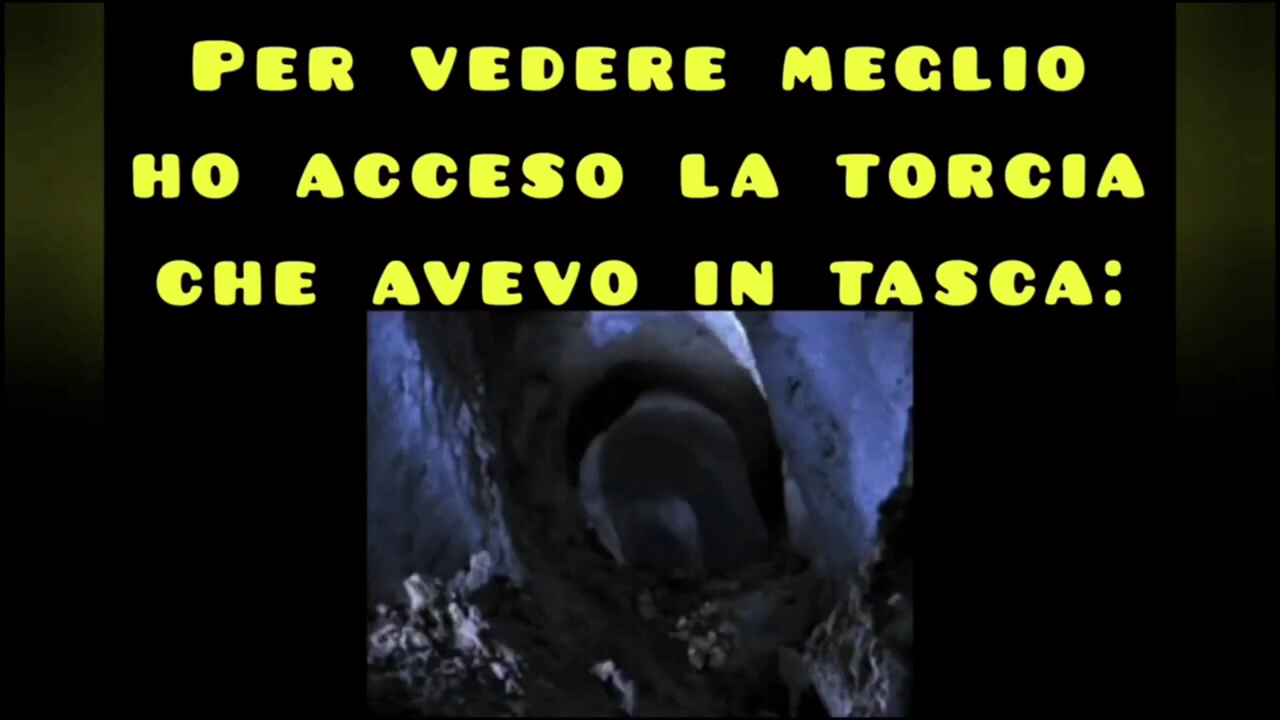 PER VEDERE MEGLIO
HO ACCESO LA TORCIA
CHE AVEVO IN TASCA: